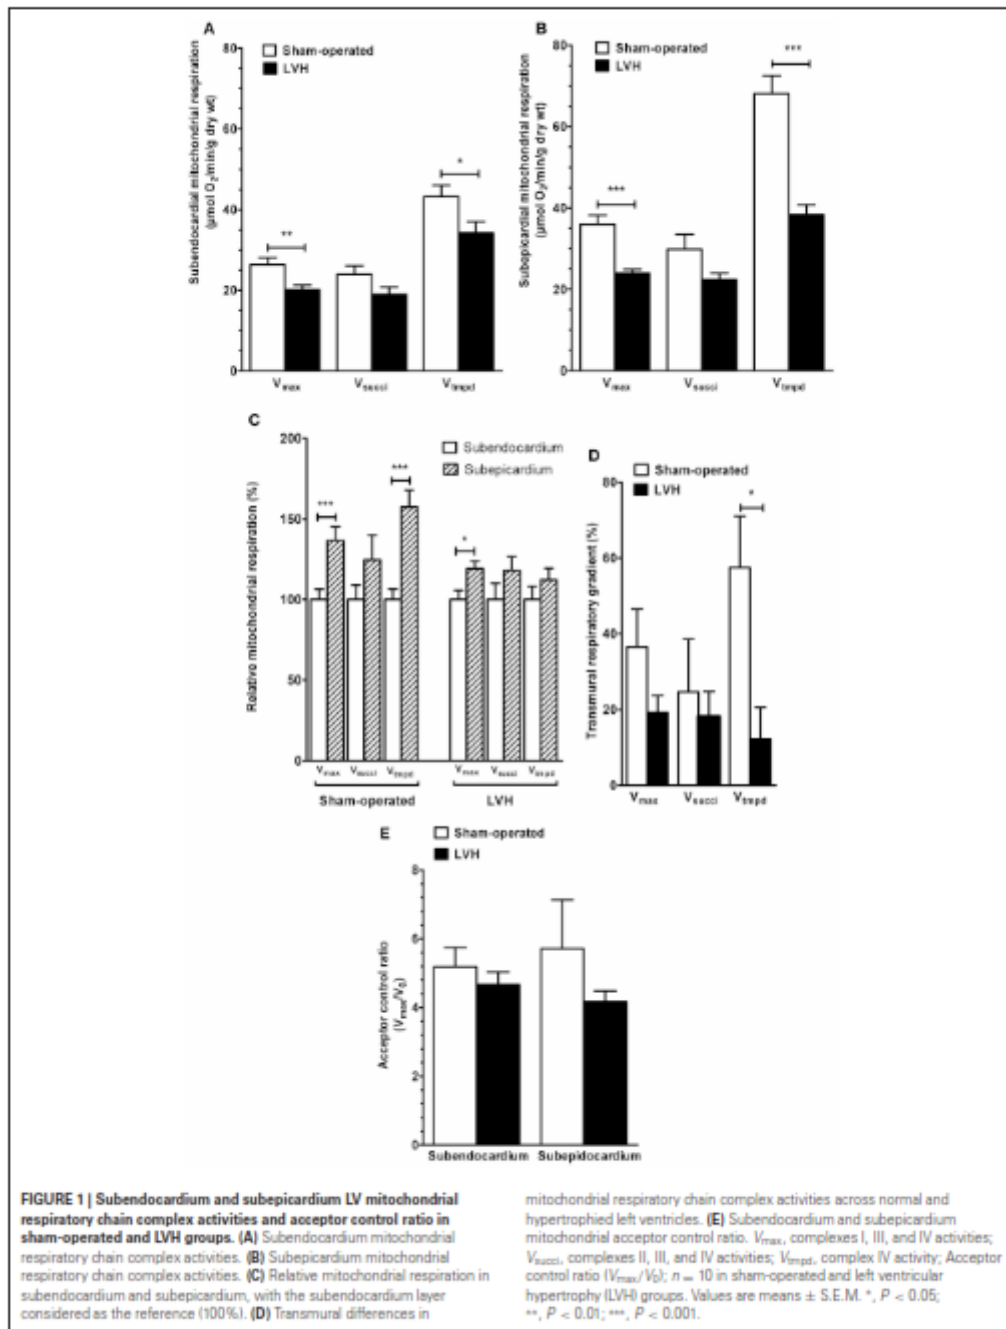 A
Sham-operated
LVH
Subendocardial mitochondrial respiration
(µmol O₂/min/g dry wt)
80
60
40
20
0
**
*
Vmax
Vsucci
Vtmpd
B
Sham-operated
LVH
Subepicardial mitochondrial respiration
(µmol O₂/min/g dry wt)
80
60
40
20
0
***
***
Vmax
Vsucci
Vtmpd
C
Subendocardium
Subepicardium
Relative mitochondrial respiration (%)
200
150
100
50
0
***
***
*
Vmax Vsucci Vtmpd
Vmax Vsucci Vtmpd
Sham-operated
LVH
D
Sham-operated
LVH
Transmural respiratory gradient (%)
80
60
40
20
0
*
Vmax
Vsucci
Vtmpd
E
Sham-operated
LVH
Acceptor control ratio
(Vmax/V0)
8
6
4
2
0
Subendocardium
Subepidocardium
FIGURE 1 | Subendocardium and subepicardium LV mitochondrial
respiratory chain complex activities and acceptor control ratio in
sham-operated and LVH groups. (A) Subendocardium mitochondrial
respiratory chain complex activities. (B) Subepicardium mitochondrial
respiratory chain complex activities. (C) Relative mitochondrial respiration in
subendocardium and subepicardium, with the subendocardium layer
considered as the reference (100%). (D) Transmural differences in
mitochondrial respiratory chain complex activities across normal and
hypertrophied left ventricles. (E) Subendocardium and subepicardium
mitochondrial acceptor control ratio. Vmax, complexes I, III, and IV activities;
Vsucci, complexes II, III, and IV activities; Vtmpd, complex IV activity; Acceptor
control ratio (Vmax/V0); n = 10 in sham-operated and left ventricular
hypertrophy (LVH) groups. Values are means ± S.E.M. *, P < 0.05;
**, P < 0.01; ***, P < 0.001.